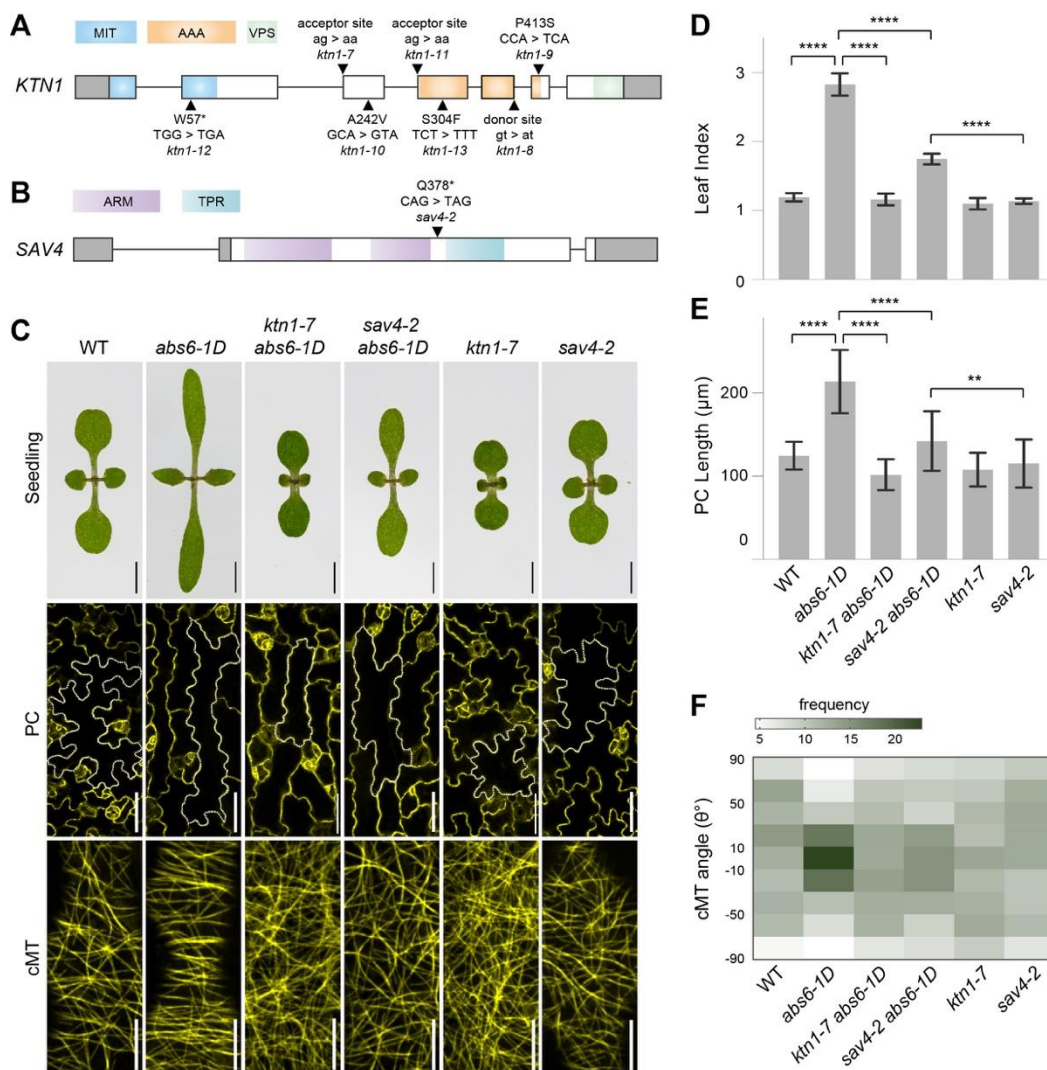 A
MIT AAA VPS
acceptor site
ag > aa
ktn1-7
acceptor site
ag > aa
ktn1-11
P413S
CCA > TCA
ktn1-9
KTN1
W57*
TGG > TGA
ktn1-12
A242V
GCA > GTA
ktn1-10
S304F
TCT > TTT
ktn1-13
donor site
gt > at
ktn1-8
B
ARM TPR
Q378*
CAG > TAG
sav4-2
SAV4
C
WT
abs6-1D
ktn1-7
abs6-1D
sav4-2
abs6-1D
ktn1-7
sav4-2
Seedling
PC
cMT
D
Leaf Index
3
2
1
0
****
**** ****
****
E
PC Length (µm)
200
100
0
****
**** ****
**
WT
abs6-1D
ktn1-7 abs6-1D
sav4-2 abs6-1D
ktn1-7
sav4-2
F
frequency
5 10 15 20
cMT angle (θ°)
90
50
10
-10
-50
-90
WT
abs6-1D
ktn1-7 abs6-1D
sav4-2 abs6-1D
ktn1-7
sav4-2